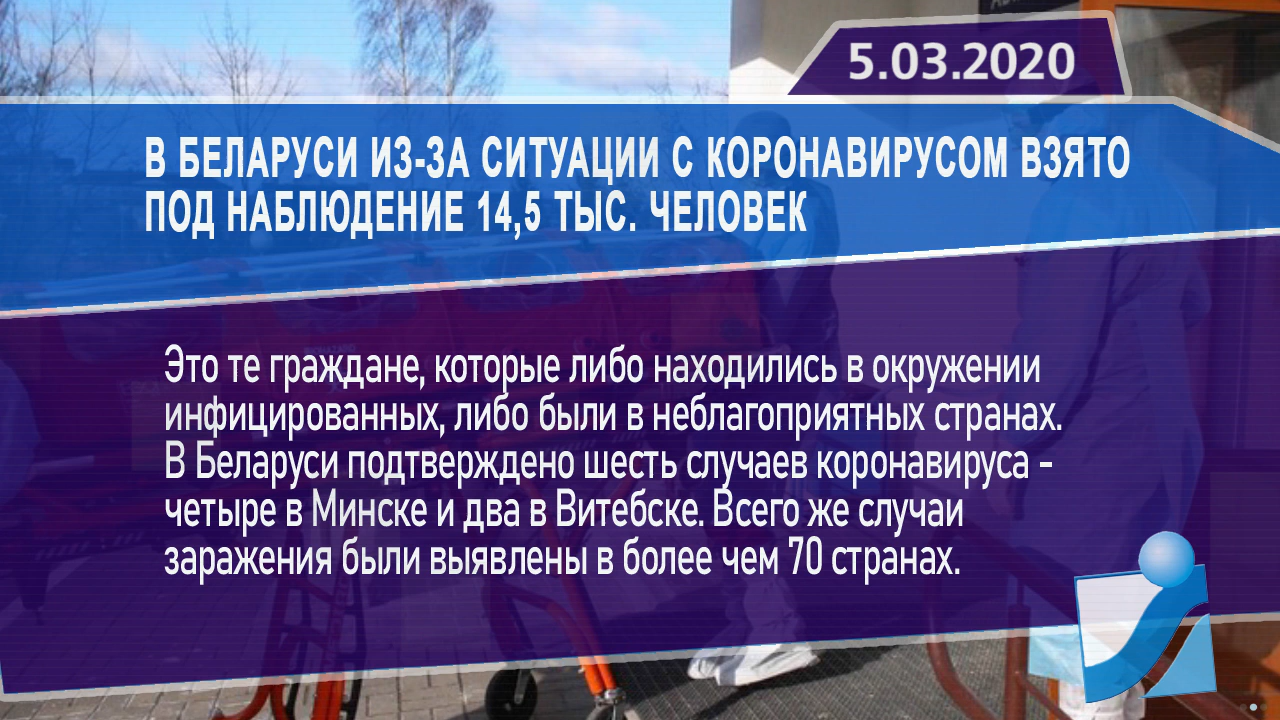 5.03.2020
В БЕЛАРУСИ ИЗ-ЗА СИТУАЦИИ С КОРОНАВИРУСОМ ВЗЯТО
ПОД НАБЛЮДЕНИЕ 14,5 ТЫС. ЧЕЛОВЕК
Это те граждане, которые либо находились в окружении
инфицированных, либо были в неблагоприятных странах.
В Беларуси подтверждено шесть случаев коронавируса -
четыре в Минске и два в Витебске. Всего же случаи
заражения были выявлены в более чем 70 странах.